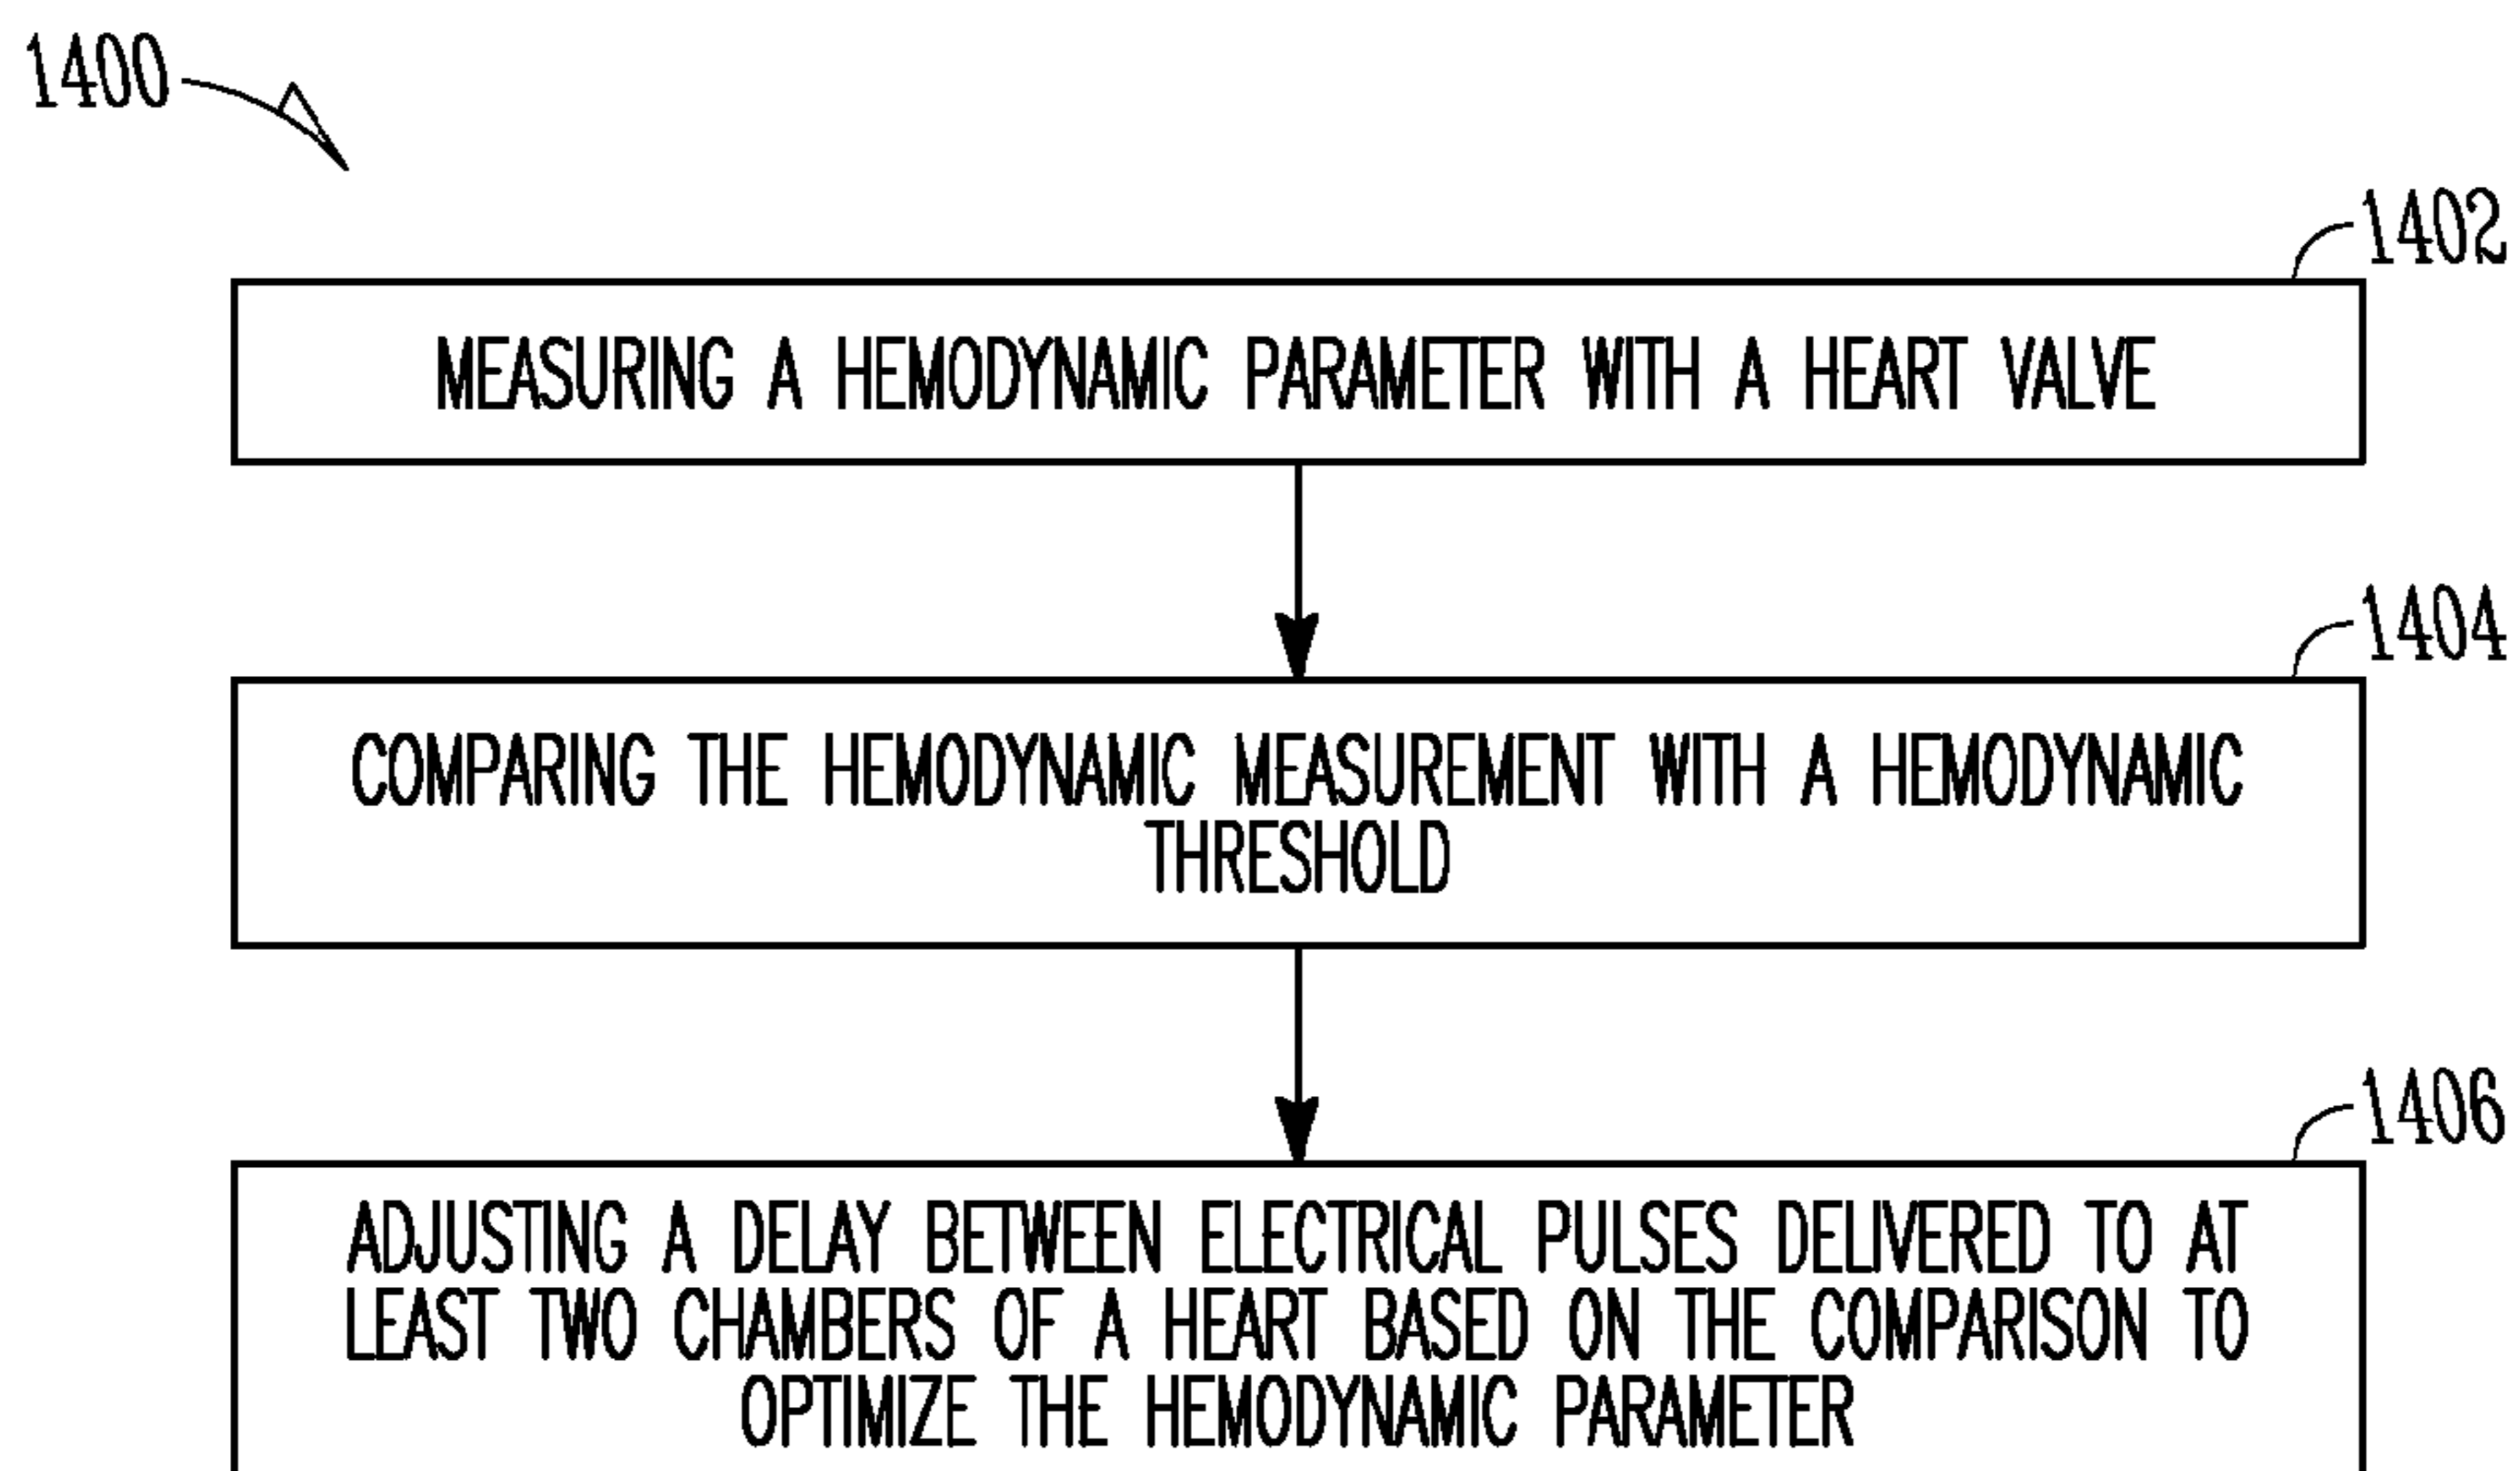 1400
1402
MEASURING A HEMODYNAMIC PARAMETER WITH A HEART VALVE
1404
COMPARING THE HEMODYNAMIC MEASUREMENT WITH A HEMODYNAMIC
THRESHOLD
1406
ADJUSTING A DELAY BETWEEN ELECTRICAL PULSES DELIVERED TO AT
LEAST TWO CHAMBERS OF A HEART BASED ON THE COMPARISON TO
OPTIMIZE THE HEMODYNAMIC PARAMETER